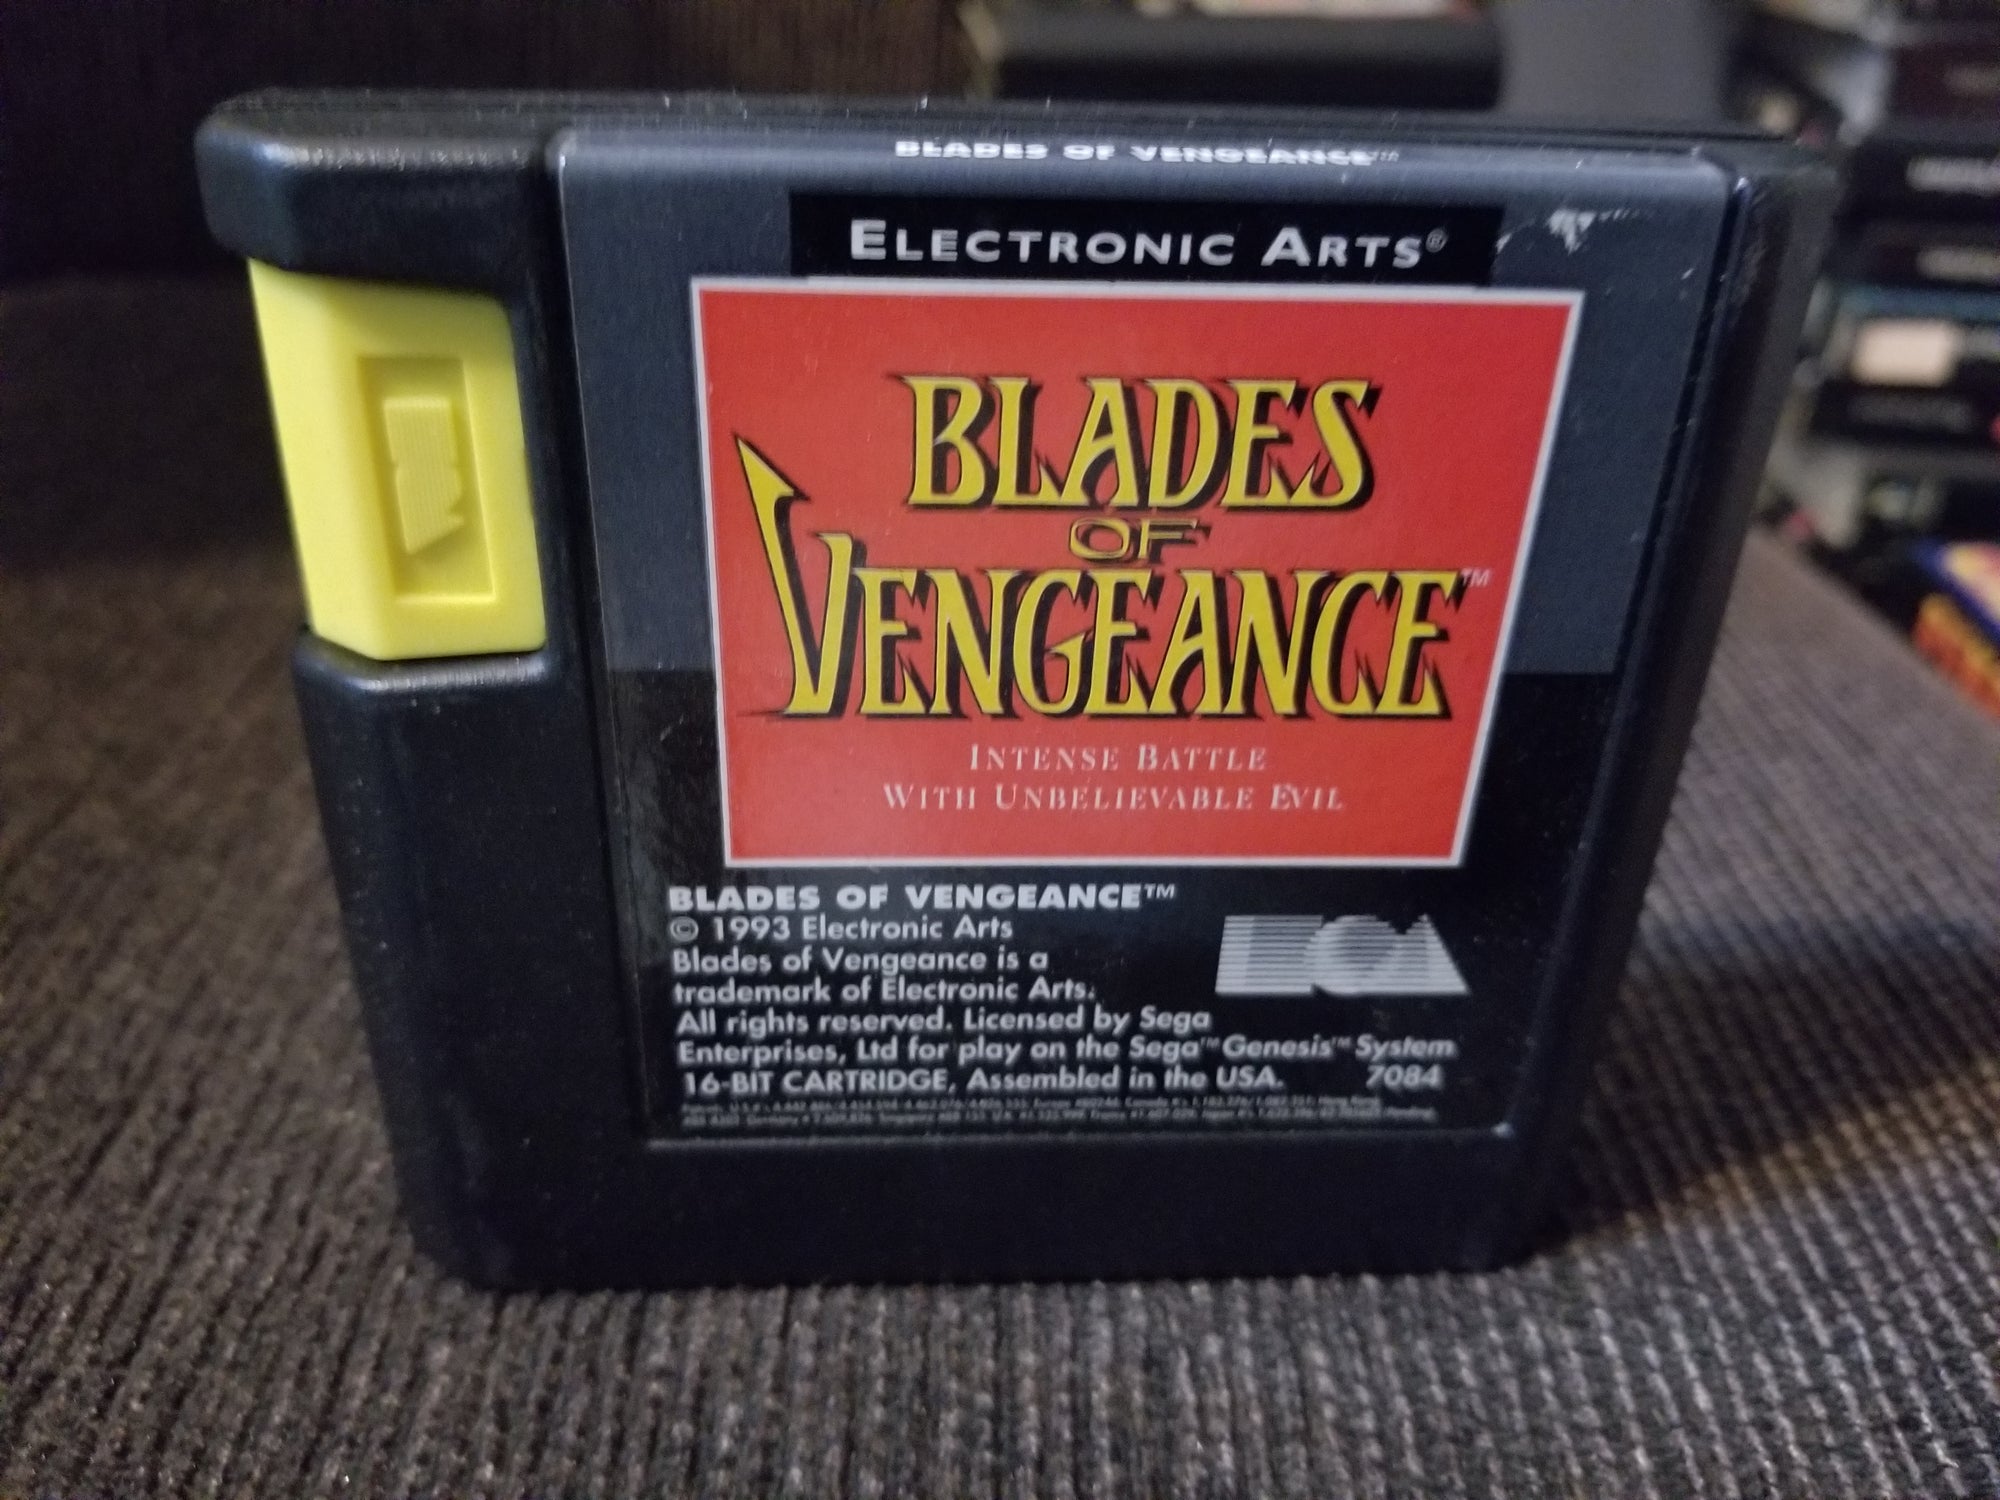 BLADES OF VENGEANCE™
ELECTRONIC ARTS®
BLADES
OF
VENGEANCE™
INTENSE BATTLE
WITH UNBELIEVABLE EVIL
BLADES OF VENGEANCE™
© 1993 Electronic Arts
Blades of Vengeance is a
trademark of Electronic Arts.
All rights reserved. Licensed by Sega
Enterprises, Ltd for play on the Sega™ Genesis™ System
16-BIT CARTRIDGE, Assembled in the USA. 7084
EA